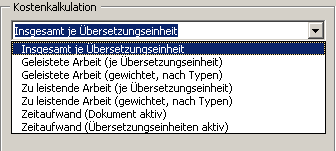 Kostenkalkulation
Insgesamt je Übersetzungseinheit
Insgesamt je Übersetzungseinheit
Geleistete Arbeit (je Übersetzungseinheit)
Geleistete Arbeit (gewichtet, nach Typen)
Zu leistende Arbeit (je Übersetzungseinheit)
Zu leistende Arbeit (gewichtet, nach Typen)
Zeitaufwand (Dokument aktiv)
Zeitaufwand (Übersetzungseinheiten aktiv)